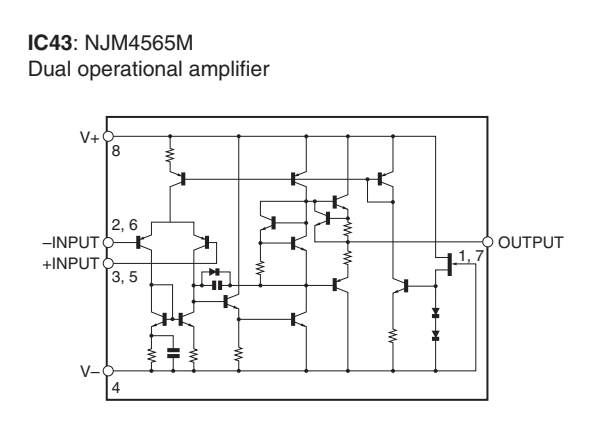 IC43: NJM4565M
Dual operational amplifier
V+
8
2, 6
–INPUT
OUTPUT
+INPUT
1, 7
3, 5
V–
4